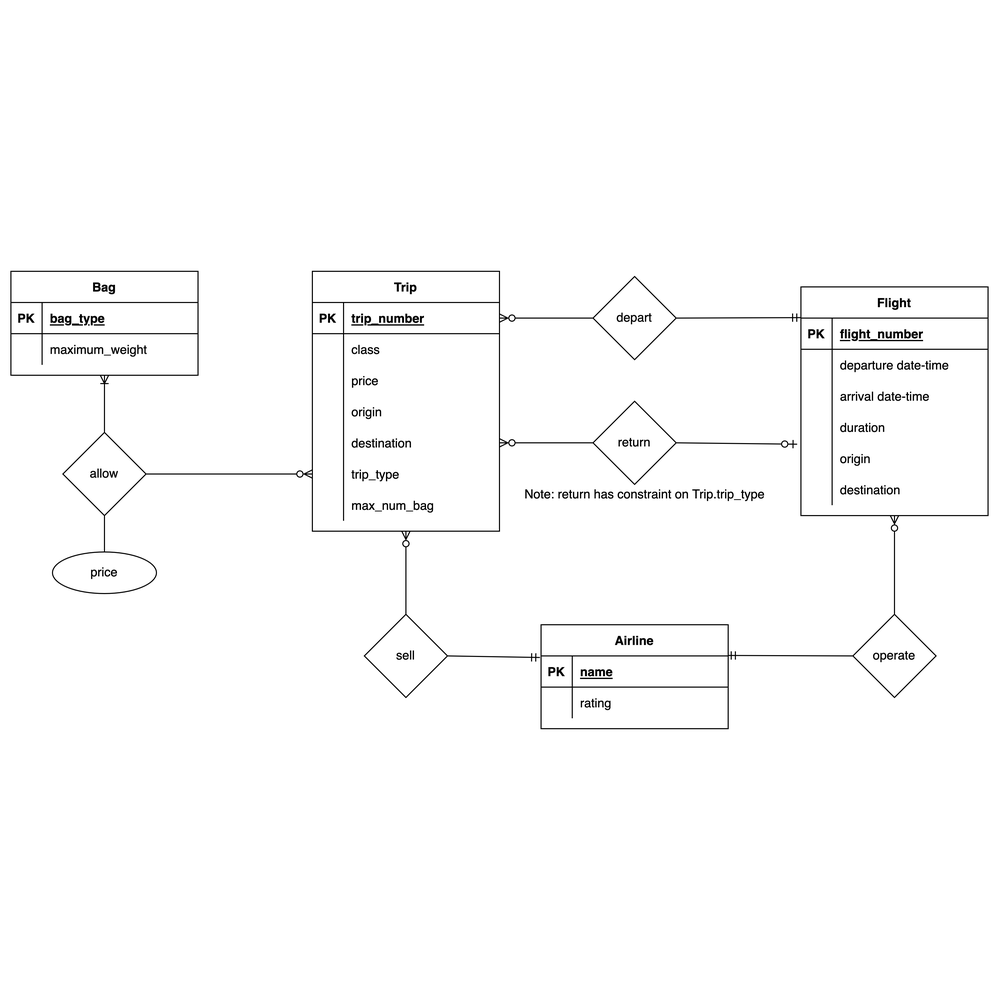 Bag
PK bag_type
maximum_weight
allow
price
Trip
PK trip_number
class
price
origin
destination
trip_type
max_num_bag
depart
return
Note: return has constraint on Trip.trip_type
Flight
PK flight_number
departure date-time
arrival date-time
duration
origin
destination
sell
Airline
PK name
rating
operate